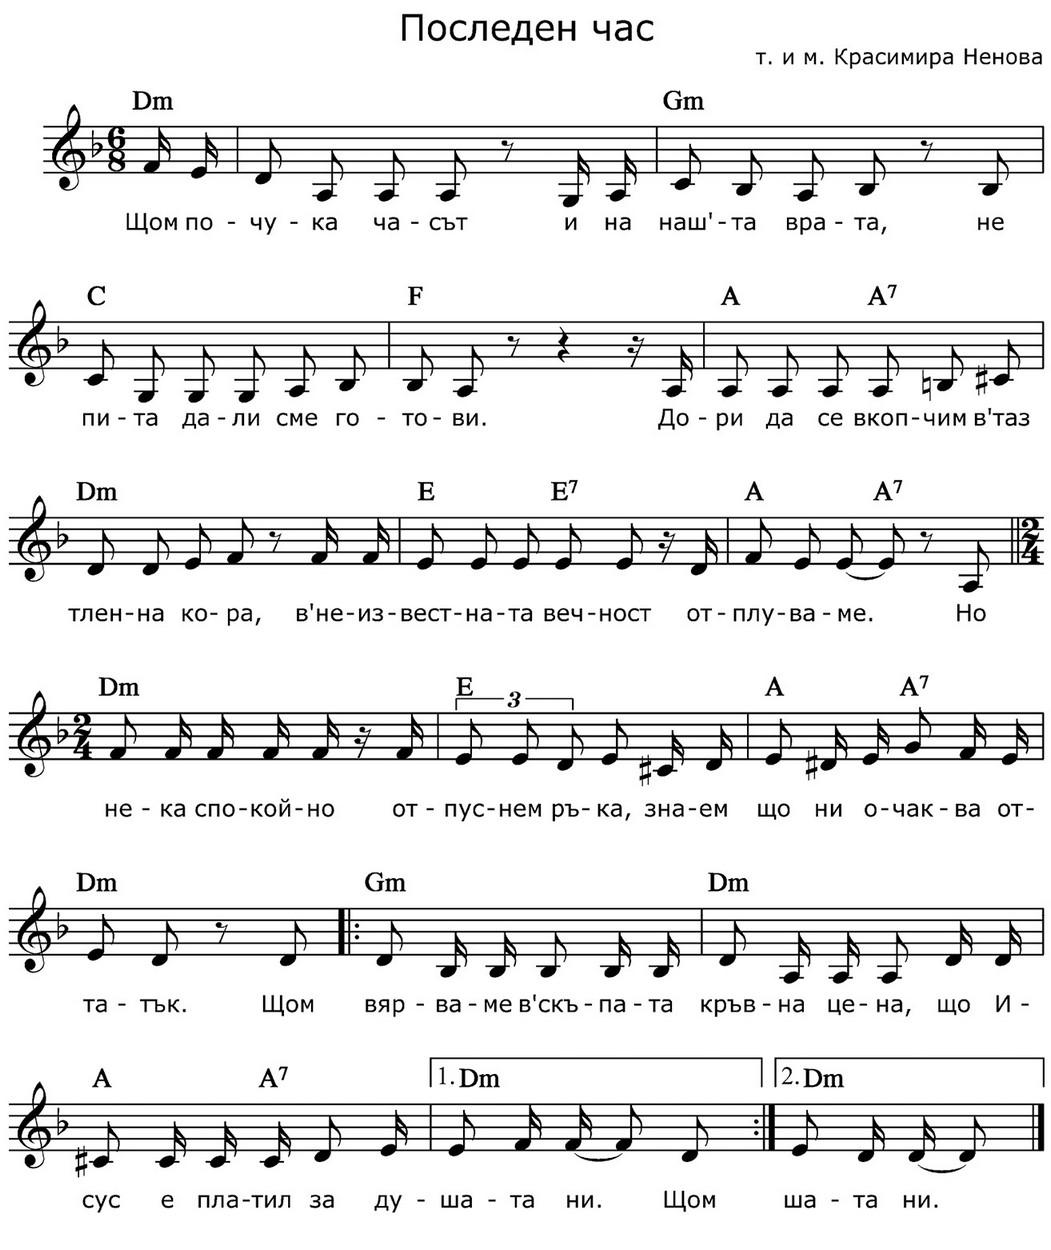 Последен час
т. и м. Красимира Ненова
Dm Gm
6 8
Щом по - чу - ка ча - сът и на наш'- та вра - та, не
C F A A7
пи - та да - ли сме го - то - ви. До - ри да се вкоп - чим в'таз
Dm E E7 A A7
2 4
тлен - на ко - ра, в'не - из - вест - на - та веч - ност от - плу - ва - ме. Но
Dm E 3 A A7
2 4
не - ка спо - кой - но от - пус - нем ръ - ка, зна - ем що ни о - чак - ва от -
Dm Gm Dm
та - тък. Щом вяр - ва - ме в'скъ - па - та кръв - на це - на, що И -
A A7 1. Dm 2. Dm
сус е пла - тил за ду - ша - та ни. Щом ша - та ни.